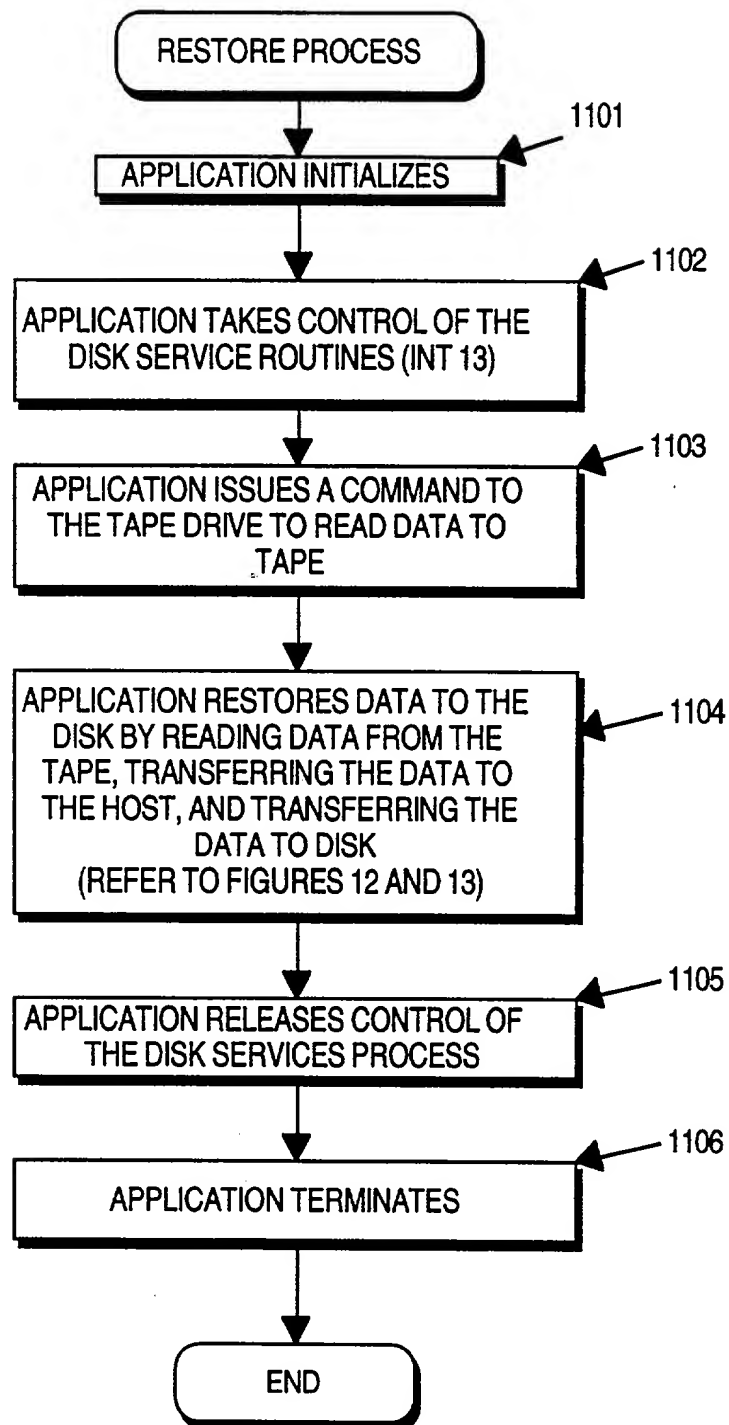 RESTORE PROCESS
1101
APPLICATION INITIALIZES
1102
APPLICATION TAKES CONTROL OF THE
DISK SERVICE ROUTINES (INT 13)
1103
APPLICATION ISSUES A COMMAND TO
THE TAPE DRIVE TO READ DATA TO
TAPE
APPLICATION RESTORES DATA TO THE
DISK BY READING DATA FROM THE
TAPE, TRANSFERRING THE DATA TO
THE HOST, AND TRANSFERRING THE
DATA TO DISK
(REFER TO FIGURES 12 AND 13)
1104
1105
APPLICATION RELEASES CONTROL OF
THE DISK SERVICES PROCESS
1106
APPLICATION TERMINATES
END